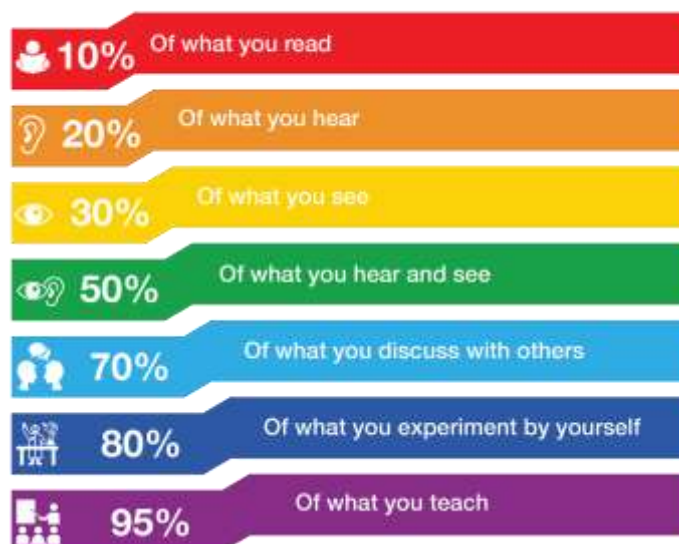 10% Of what you read
20% Of what you hear
30% Of what you see
50% Of what you hear and see
70% Of what you discuss with others
80% Of what you experiment by yourself
95% Of what you teach